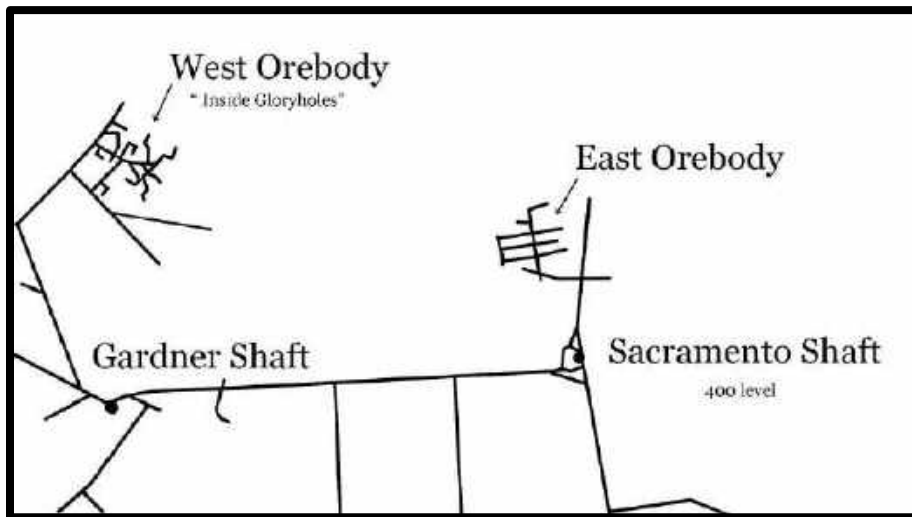 West Orebody
" Inside Gloryholes"
East Orebody
Gardner Shaft
Sacramento Shaft
400 level